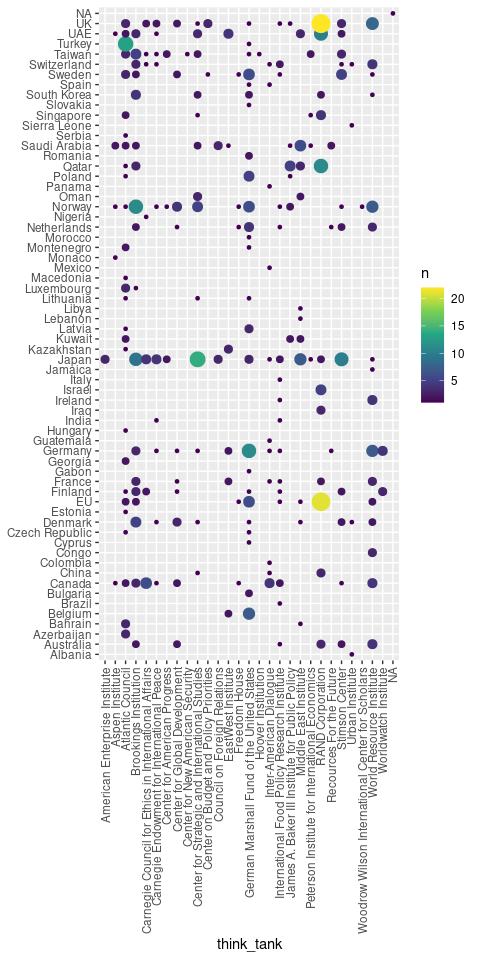 NA
UK
UAE
Turkey
Taiwan
Switzerland
Sweden
Spain
South Korea
Slovakia
Singapore
Sierra Leone
Serbia
Saudi Arabia
Romania
Qatar
Poland
Panama
Oman
Norway
Nigeria
Netherlands
Morocco
Montenegro
Monaco
Mexico
Macedonia
Luxembourg
Lithuania
Libya
Lebanon
Latvia
Kuwait
Kazakhstan
Japan
Jamaica
Italy
Israel
Ireland
Iraq
India
Hungary
Guatemala
Germany
Georgia
Gabon
France
Finland
EU
Estonia
Denmark
Czech Republic
Cyprus
Congo
Colombia
China
Canada
Bulgaria
Brazil
Belgium
Bahrain
Azerbaijan
Australia
Albania
American Enterprise Institute
Aspen Institute
Atlantic Council
Brookings Institution
Carnegie Council for Ethics in International Affairs
Carnegie Endowment for International Peace
Center for American Progress
Center for Global Development
Center for New American Security
Center for Strategic and International Studies
Center on Budget and Policy Priorities
Council on Foreign Relations
EastWest Institute
Freedom House
German Marshall Fund of the United States
Hoover Institution
Inter-American Dialogue
International Food Policy Research Institute
James A. Baker III Institute for Public Policy
Middle East Institute
Peterson Institute for International Economics
RAND Corporation
Recources For the Future
Stimson Center
Urban Institute
Woodrow Wilson International Center for Scholars
World Resource Institute
Worldwatch Institute
NA
think_tank
n
20
15
10
5